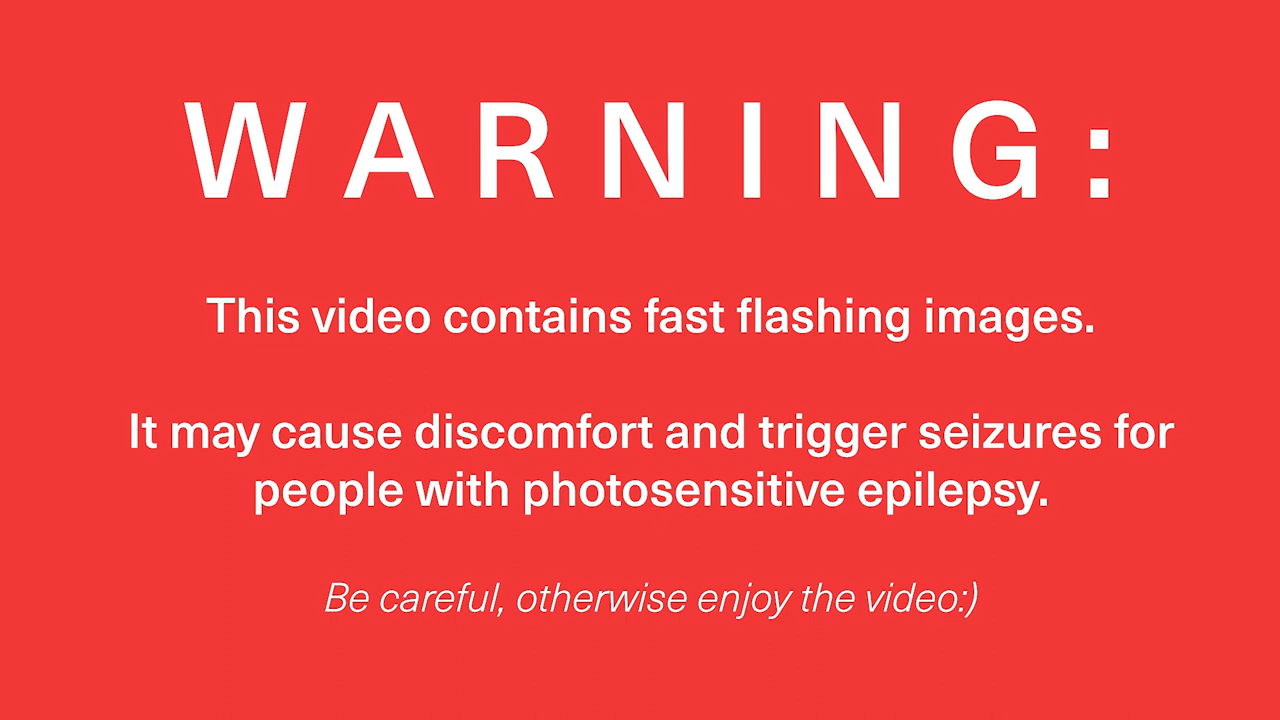 WARNING:
This video contains fast flashing images.
It may cause discomfort and trigger seizures for
people with photosensitive epilepsy.
Be careful, otherwise enjoy the video:)